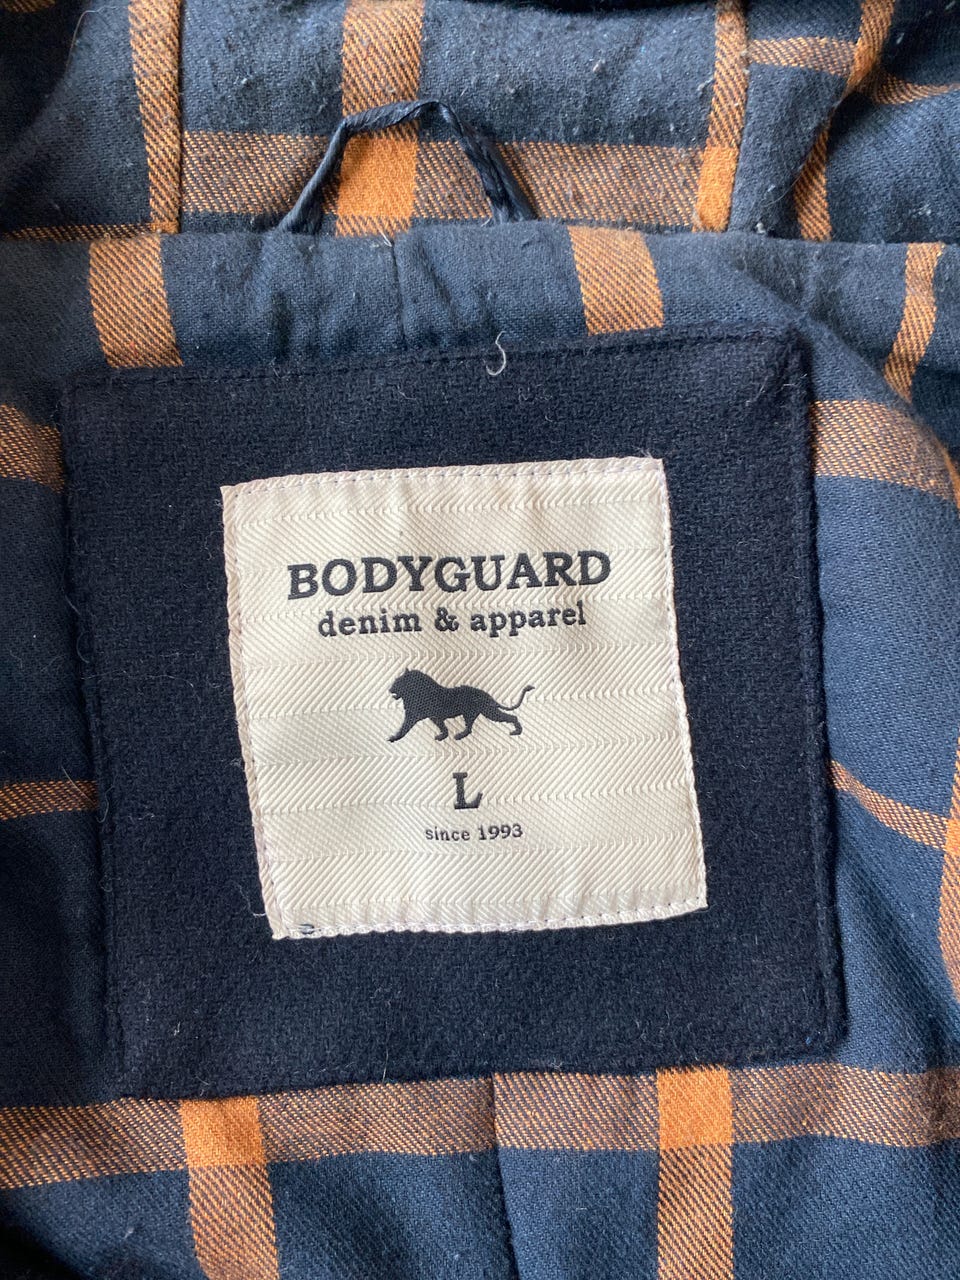 BODYGUARD
denim & apparel
L
since 1993